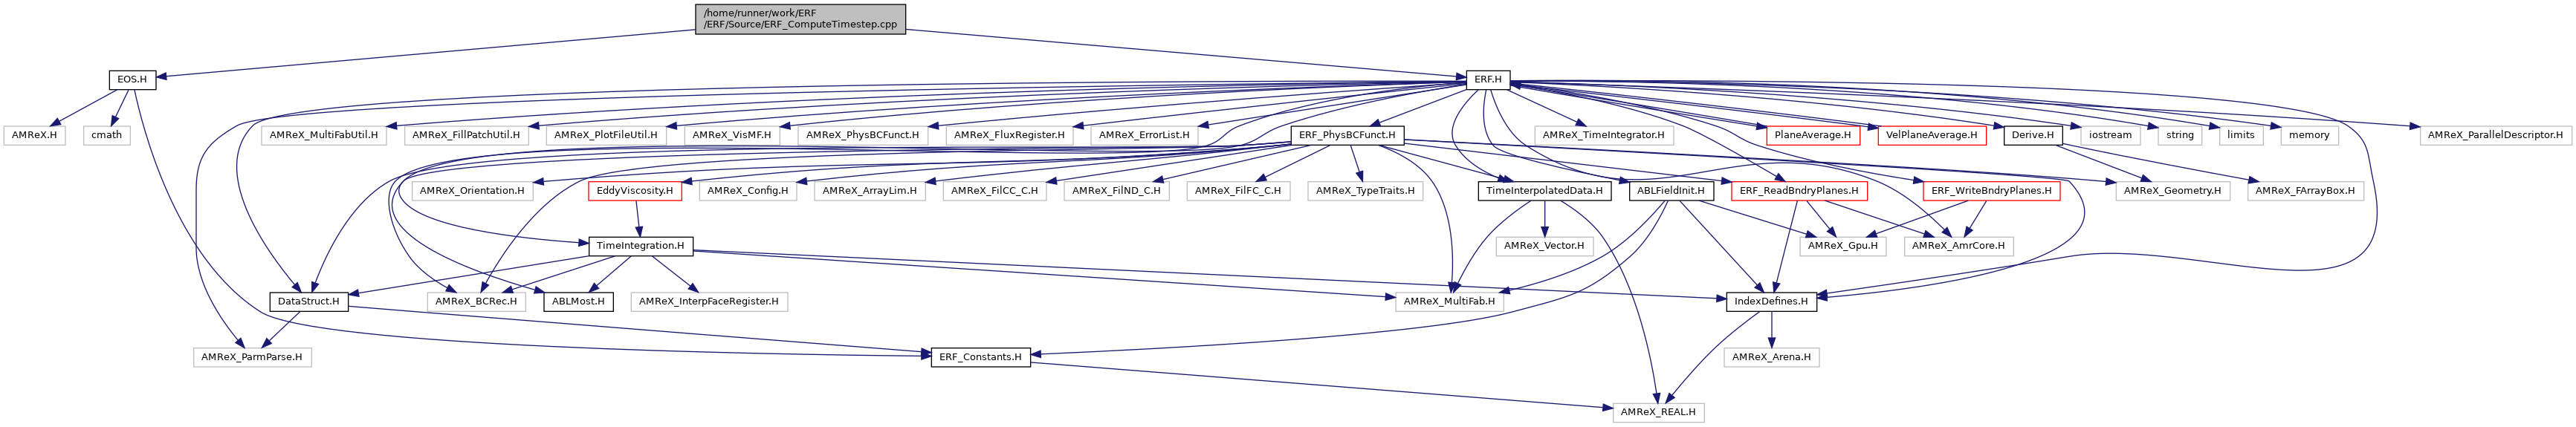 /home/runner/work/ERF
/ERF/Source/ERF_ComputeTimestep.cpp
EOS.H
ERF.H
AMReX.H
cmath
AMReX_MultiFabUtil.H
AMReX_FillPatchUtil.H
AMReX_PlotFileUtil.H
AMReX_VisMF.H
AMReX_PhysBCFunct.H
AMReX_FluxRegister.H
AMReX_ErrorList.H
ERF_PhysBCFunct.H
AMReX_TimeIntegrator.H
PlaneAverage.H
VelPlaneAverage.H
Derive.H
iostream
string
limits
memory
AMReX_ParallelDescriptor.H
AMReX_Orientation.H
EddyViscosity.H
AMReX_Config.H
AMReX_ArrayLim.H
AMReX_FilCC_C.H
AMReX_FilND_C.H
AMReX_FilFC_C.H
AMReX_TypeTraits.H
TimeInterpolatedData.H
ABLFieldInit.H
ERF_ReadBndryPlanes.H
ERF_WriteBndryPlanes.H
AMReX_Geometry.H
AMReX_FArrayBox.H
TimeIntegration.H
AMReX_Vector.H
AMReX_Gpu.H
AMReX_AmrCore.H
DataStruct.H
AMReX_BCRec.H
ABLMost.H
AMReX_InterpFaceRegister.H
AMReX_MultiFab.H
IndexDefines.H
AMReX_ParmParse.H
ERF_Constants.H
AMReX_Arena.H
AMReX_REAL.H